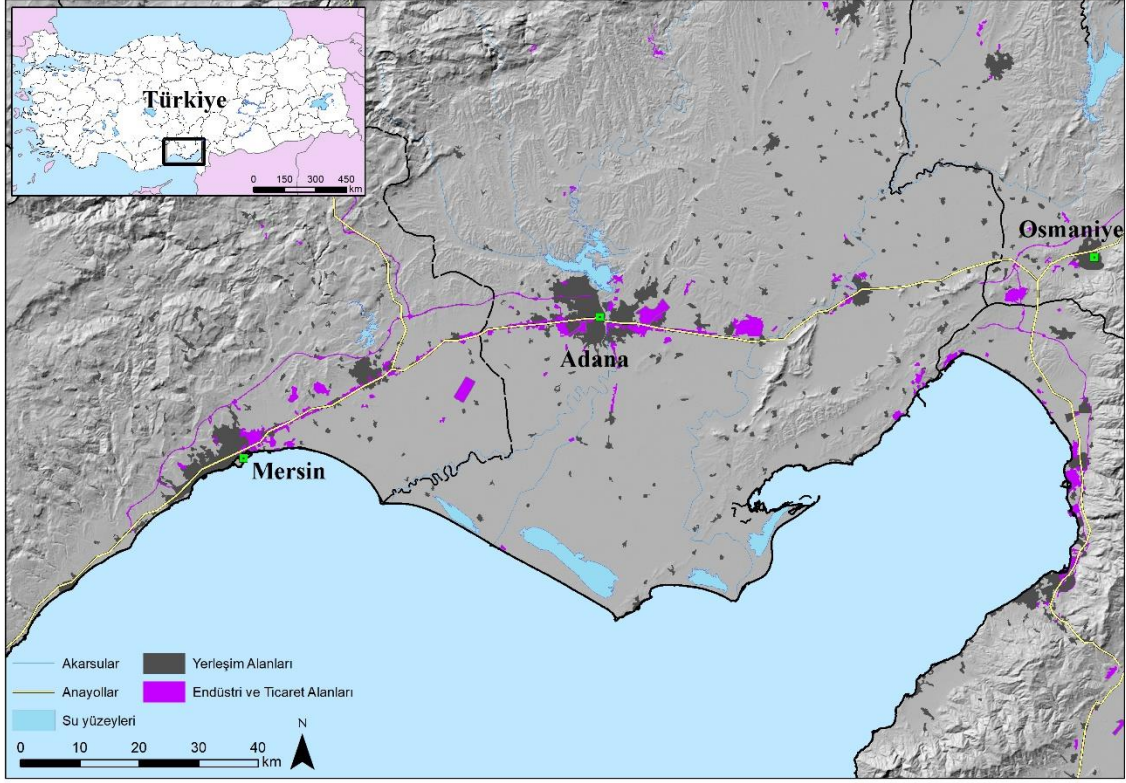 Türkiye
0 150 300 450
km
Osmaniye
Adana
Mersin
Akarsular
Yerleşim Alanları
Anayollar
Endüstri ve Ticaret Alanları
Su yüzeyleri
N
0 10 20 30 40
km